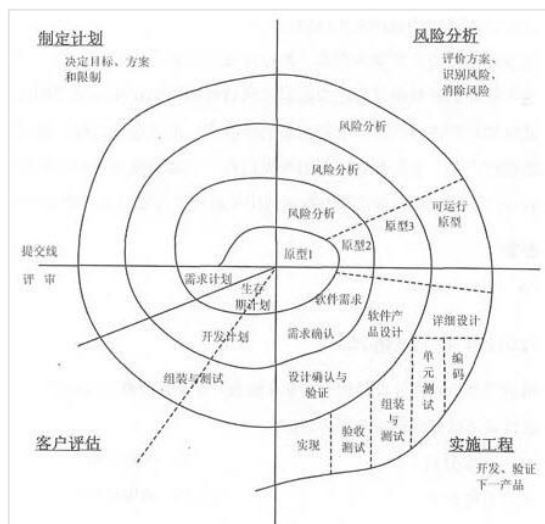 制定计划
决定目标、方案
和限制
风险分析
评价方案、
识别风险、
消除风险
风险分析
风险分析
风险分析
可运行
原型
原型3
原型2
原型1
提交线
评 审
需求计划
生存
期计划
开发计划
组装与测试
软件需求
需求确认
软件产
品设计
详细设计
设计确认与
验证
单元测试
编码
组装与测试
验收
测试
实现
客户评估
实施工程
开发、验证
下一产品